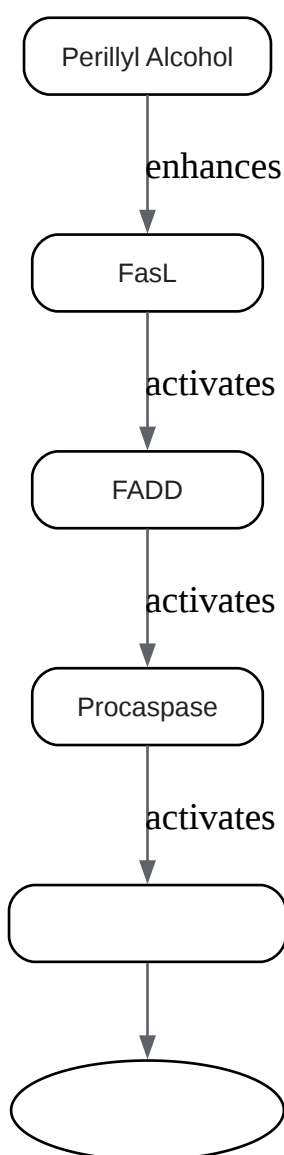 Perillyl Alcohol
enhances
FasL
activates
FADD
activates
Procaspase
activates